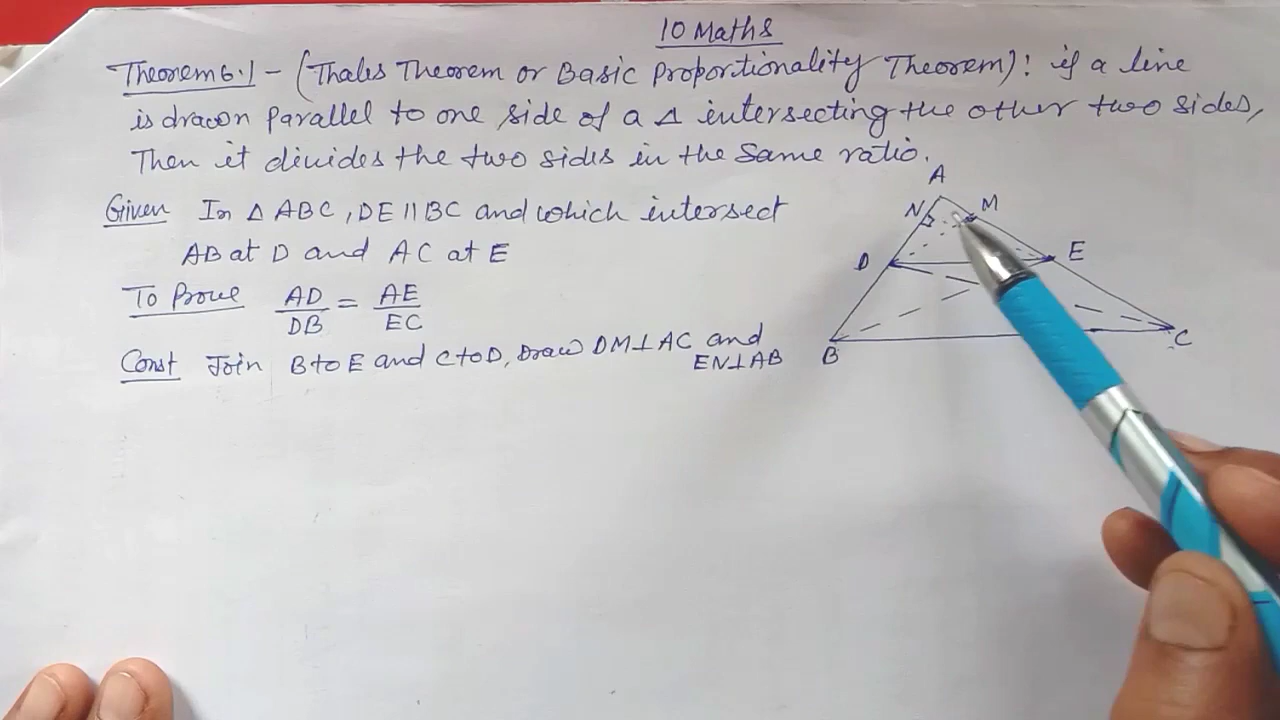 10 Maths
Theorem 6.1 - (Thales Theorem or Basic Proportionality Theorem): if a line
is drawn parallel to one side of a Δ intersecting the other two sides,
Then it divides the two sides in the same ratio.
Given In Δ ABC, DE || BC and which intersect
AB at D and AC at E
To Prove AD/DB = AE/EC
Const Join B to E and C to D, Draw DM⊥AC and
EN⊥AB
A
N M
D E
B C